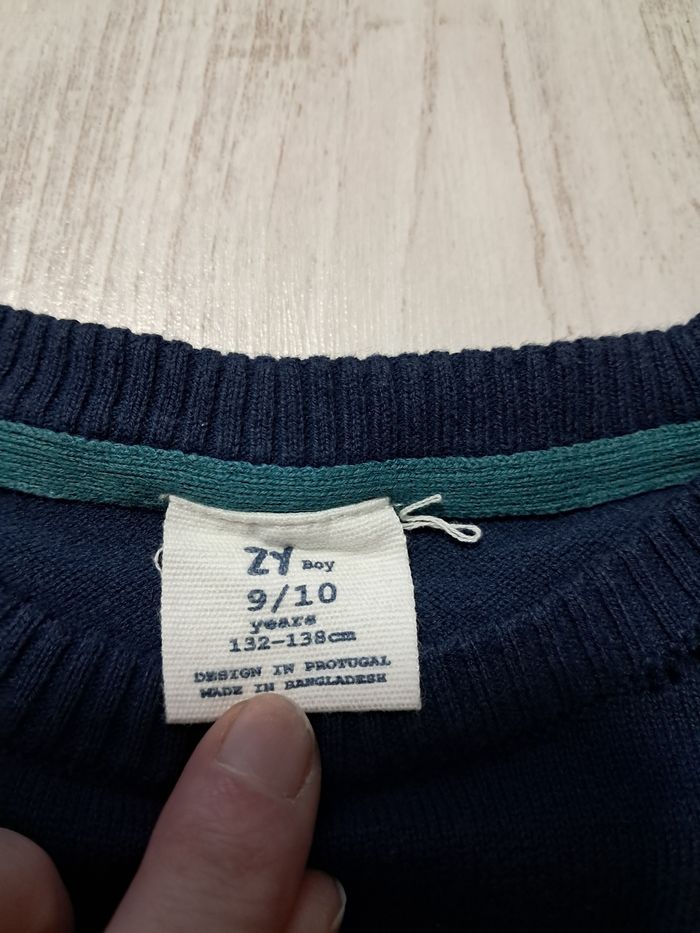 ZY Boy
9/10
years
132-138cm
DESIGN IN PROTUGAL
MADE IN BANGLADESH